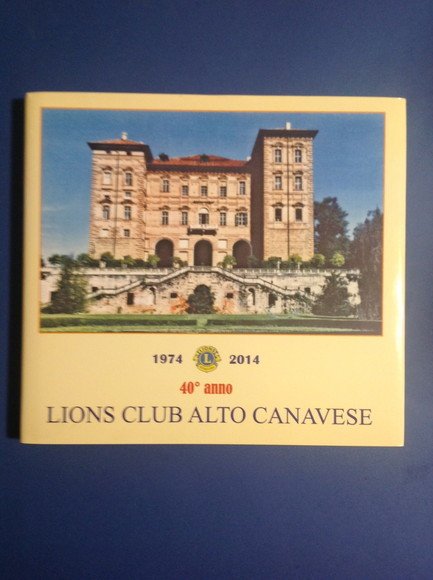 1974 L 2014
40° anno
LIONS CLUB ALTO CANAVESE